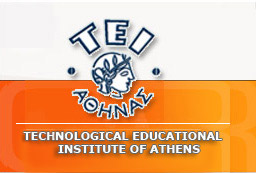 ΤΕΙ
ΑΘΗΝΑΣ
TECHNOLOGICAL EDUCATIONAL
INSTITUTE OF ATHENS